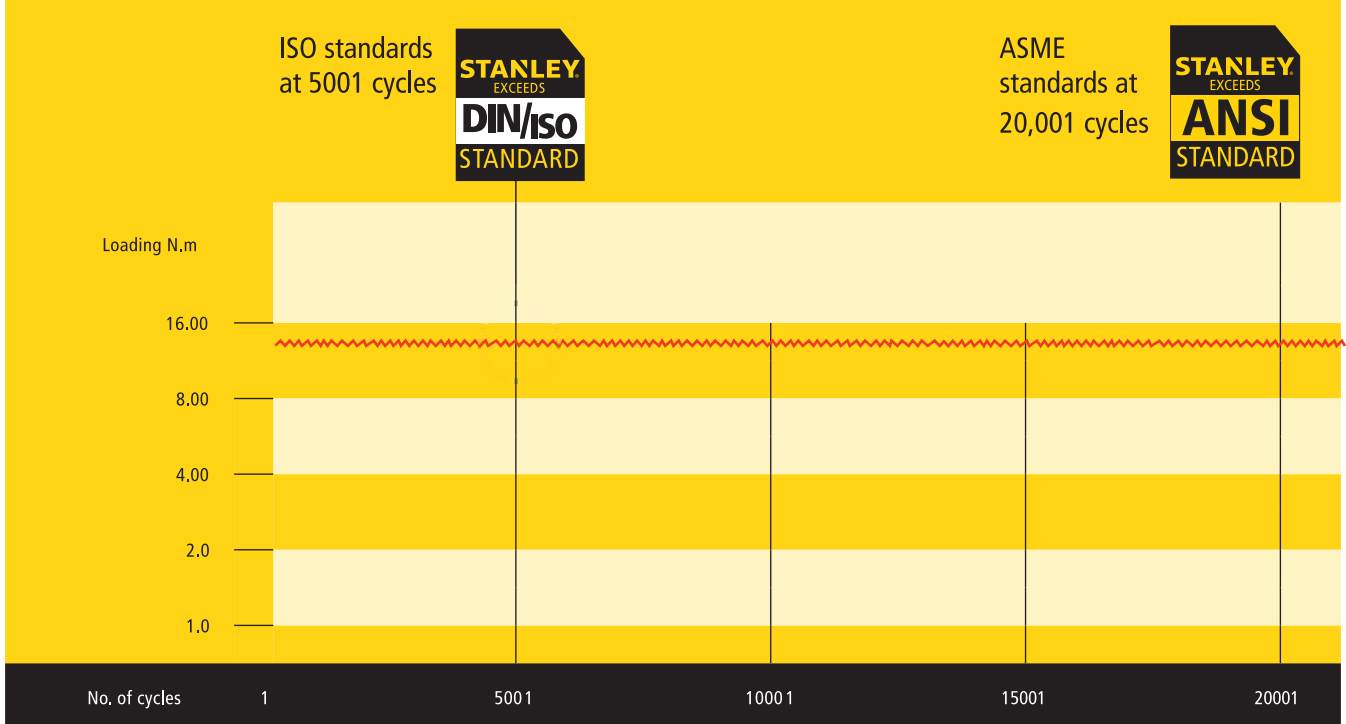 ISO standards
at 5001 cycles
STANLEY®
EXCEEDS
DIN/ISO
STANDARD
ASME
standards at
20,001 cycles
STANLEY®
EXCEEDS
ANSI
STANDARD
Loading N.m
16.00
8.00
4.00
2.0
1.0
No. of cycles 1 5001 10001 15001 20001